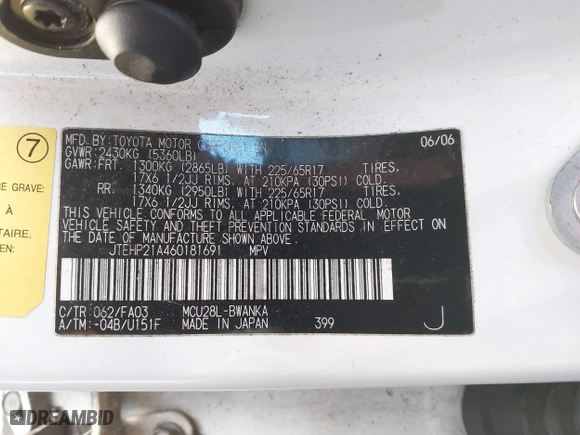 MFD. BY: TOYOTA MOTOR CORPORATION 06/06
GVWR: 2430KG (5360LB)
GAWR: FRT. 1300KG (2865LB) WITH 225/65R17 TIRES.
17X6 1/2JJ RIMS. AT 210KPA (30PSI) COLD.
RR. 1340KG (2950LB) WITH 225/65R17 TIRES.
17X6 1/2JJ RIMS. AT 210KPA (30PSI) COLD.
THIS VEHICLE CONFORMS TO ALL APPLICABLE FEDERAL MOTOR
VEHICLE SAFETY AND THEFT PREVENTION STANDARDS IN EFFECT ON
THE DATE OF MANUFACTURE SHOWN ABOVE.
JTEHP21A460181691 MPV
C/TR: 062/FA03 MCU28L-BWANKA
A/TM: -04B/U151F MADE IN JAPAN 399 J
7
E GRAVE:
À
TAIRE.
EN:
DREAMBID